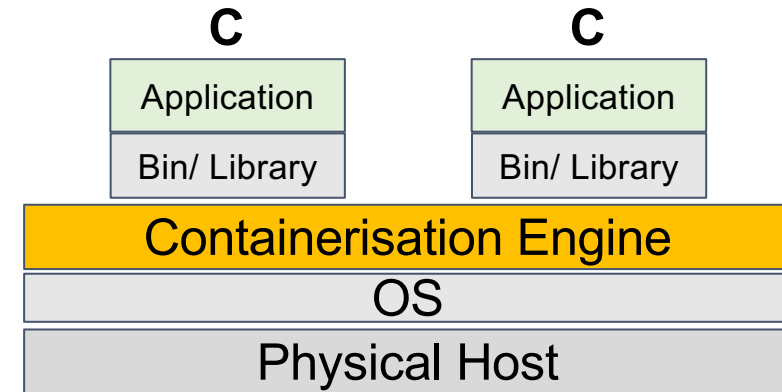 C C
Application Application
Bin/ Library Bin/ Library
Containerisation Engine
OS
Physical Host